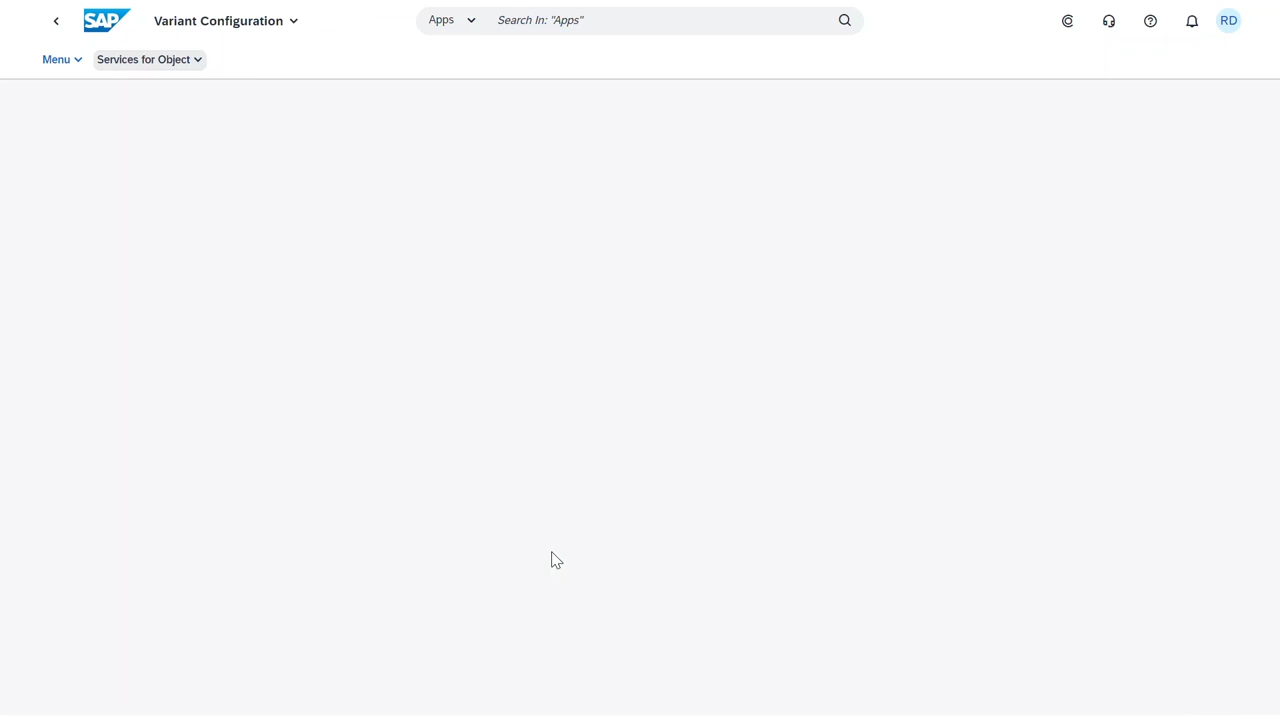 SAP Variant Configuration Apps Search In: "Apps" RD
Menu Services for Object